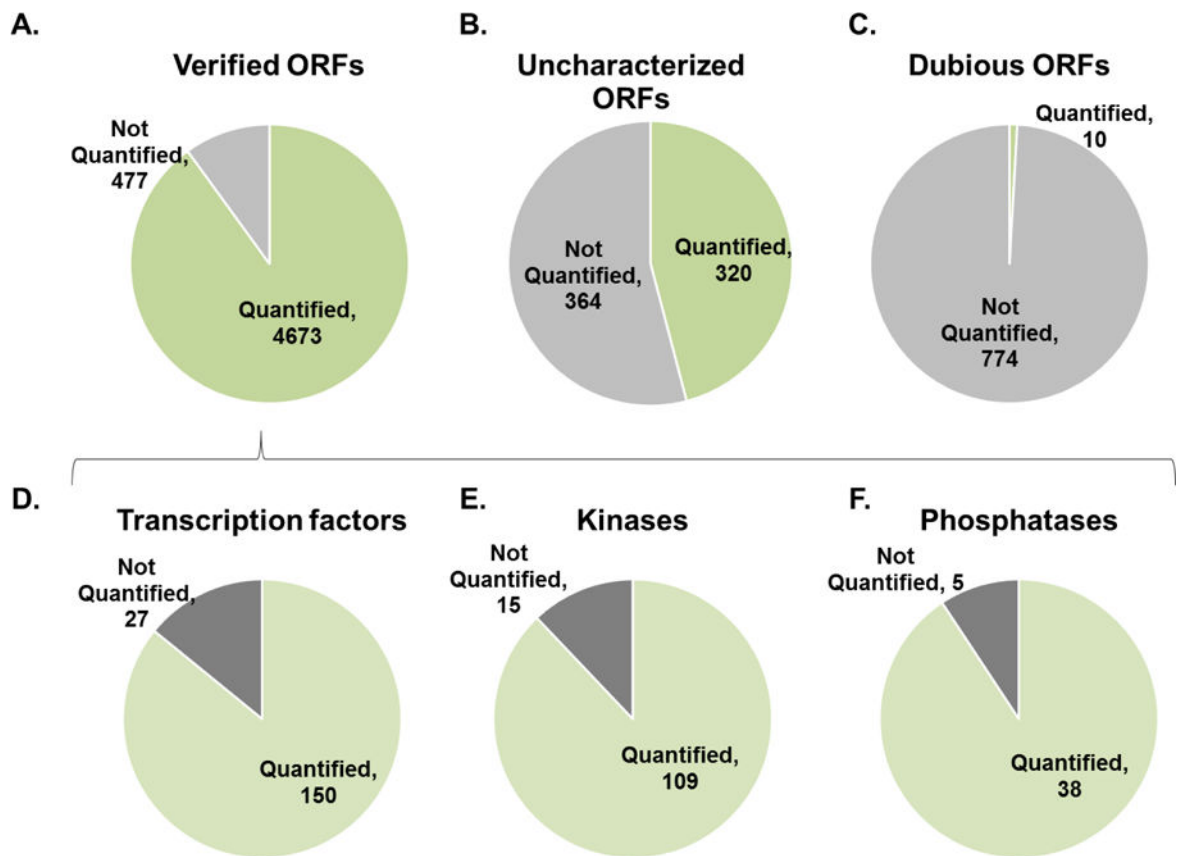 A.
Verified ORFs
Not
Quantified,
477
Quantified,
4673
B.
Uncharacterized
ORFs
Not
Quantified,
364
Quantified,
320
C.
Dubious ORFs
Quantified,
10
Not
Quantified,
774
D.
Transcription factors
Not
Quantified,
27
Quantified,
150
E.
Kinases
Not
Quantified,
15
Quantified,
109
F.
Phosphatases
Not
Quantified, 5
Quantified,
38